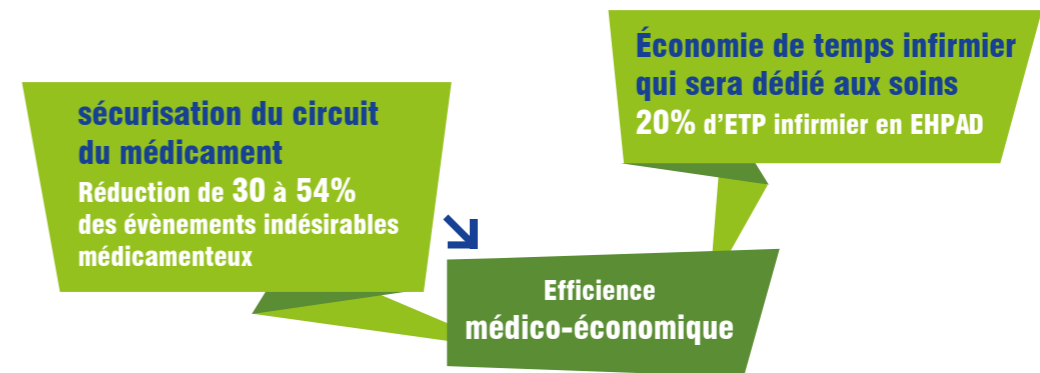 Économie de temps infirmier
qui sera dédié aux soins
20% d'ETP infirmier en EHPAD
sécurisation du circuit
du médicament
Réduction de 30 à 54%
des évènements indésirables
médicamenteux
Efficience
médico-économique